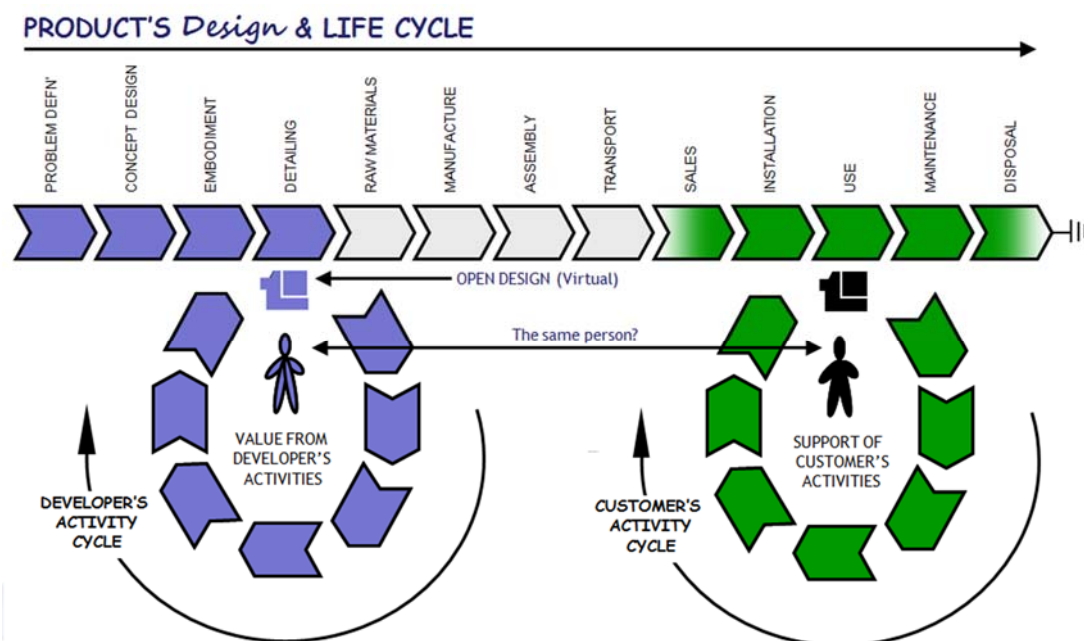 PRODUCT'S Design & LIFE CYCLE
PROBLEM DEFN'
CONCEPT DESIGN
EMBODIMENT
DETAILING
RAW MATERIALS
MANUFACTURE
ASSEMBLY
TRANSPORT
SALES
INSTALLATION
USE
MAINTENANCE
DISPOSAL
OPEN DESIGN (Virtual)
The same person?
VALUE FROM
DEVELOPER'S
ACTIVITIES
DEVELOPER'S
ACTIVITY
CYCLE
SUPPORT OF
CUSTOMER'S
ACTIVITIES
CUSTOMER'S
ACTIVITY
CYCLE